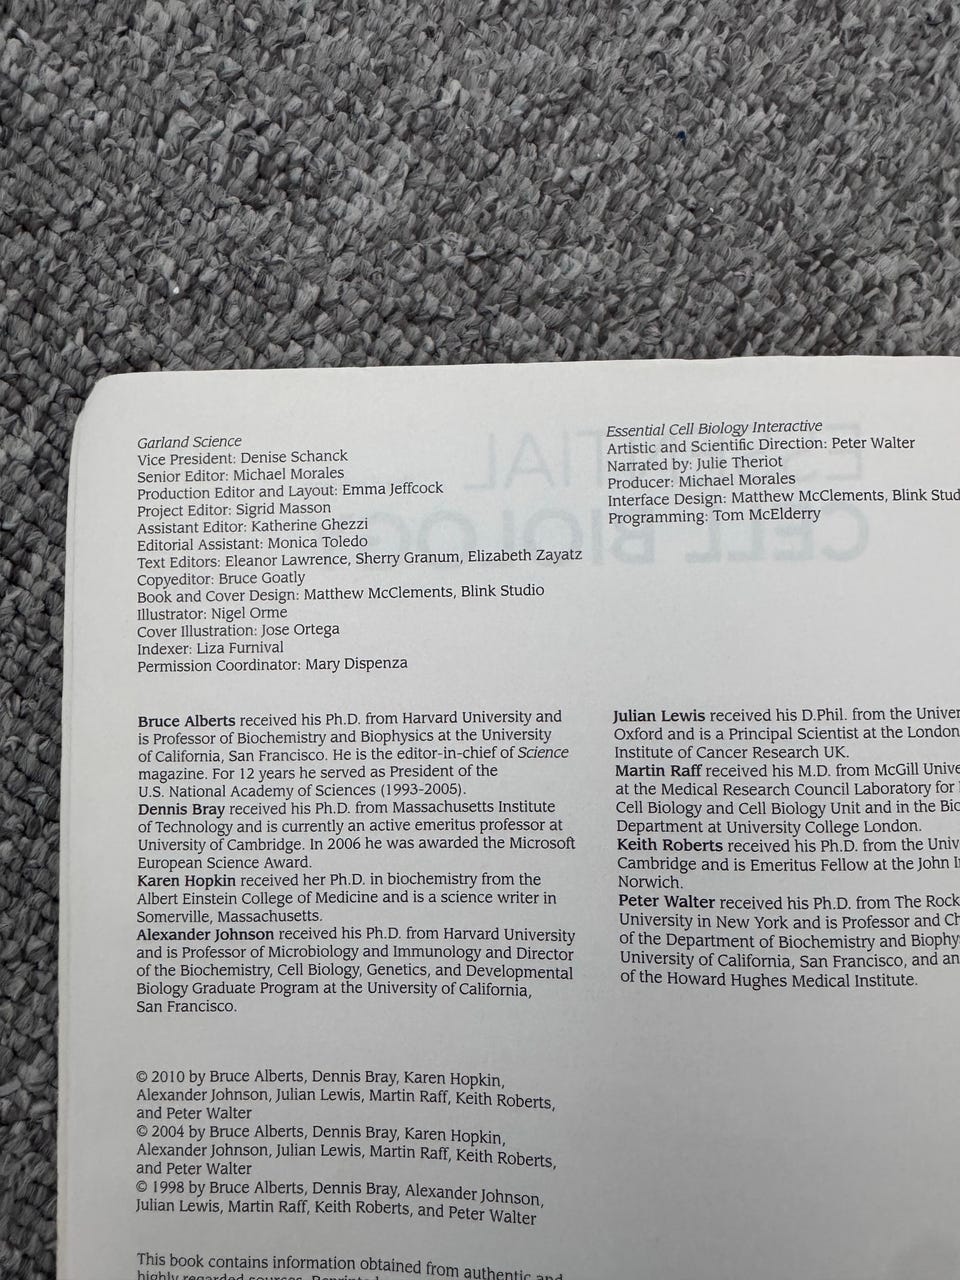 Garland Science
Vice President: Denise Schanck
Senior Editor: Michael Morales
Production Editor and Layout: Emma Jeffcock
Project Editor: Sigrid Masson
Assistant Editor: Katherine Ghezzi
Editorial Assistant: Monica Toledo
Text Editors: Eleanor Lawrence, Sherry Granum, Elizabeth Zayatz
Copyeditor: Bruce Goatly
Book and Cover Design: Matthew McClements, Blink Studio
Illustrator: Nigel Orme
Cover Illustration: Jose Ortega
Indexer: Liza Furnival
Permission Coordinator: Mary Dispenza
Essential Cell Biology Interactive
Artistic and Scientific Direction: Peter Walter
Narrated by: Julie Theriot
Producer: Michael Morales
Interface Design: Matthew McClements, Blink
Programming: Tom McElderry
Bruce Alberts received his Ph.D. from Harvard University and
is Professor of Biochemistry and Biophysics at the University
of California, San Francisco. He is the editor-in-chief of Science
magazine. For 12 years he served as President of the
U.S. National Academy of Sciences (1993-2005).
Dennis Bray received his Ph.D. from Massachusetts Institute
of Technology and is currently an active emeritus professor at
University of Cambridge. In 2006 he was awarded the Microsoft
European Science Award.
Karen Hopkin received her Ph.D. in biochemistry from the
Albert Einstein College of Medicine and is a science writer in
Somerville, Massachusetts.
Alexander Johnson received his Ph.D. from Harvard University
and is Professor of Microbiology and Immunology and Director
of the Biochemistry, Cell Biology, Genetics, and Developmental
Biology Graduate Program at the University of California,
San Francisco.
Julian Lewis received his D.Phil. from the
Oxford and is a Principal Scientist at the London
Institute of Cancer Research UK.
Martin Raff received his M.D. from McGill
at the Medical Research Council Laboratory for
Cell Biology and Cell Biology Unit and in the
Department at University College London.
Keith Roberts received his Ph.D. from the
Cambridge and is Emeritus Fellow at the John
Norwich.
Peter Walter received his Ph.D. from The
University in New York and is Professor and
of the Department of Biochemistry and
University of California, San Francisco, and an
of the Howard Hughes Medical Institute.
© 2010 by Bruce Alberts, Dennis Bray, Karen Hopkin,
Alexander Johnson, Julian Lewis, Martin Raff, Keith Roberts,
and Peter Walter
© 2004 by Bruce Alberts, Dennis Bray, Karen Hopkin,
Alexander Johnson, Julian Lewis, Martin Raff, Keith Roberts,
and Peter Walter
© 1998 by Bruce Alberts, Dennis Bray, Alexander Johnson,
Julian Lewis, Martin Raff, Keith Roberts, and Peter Walter
This book contains information obtained from authentic and